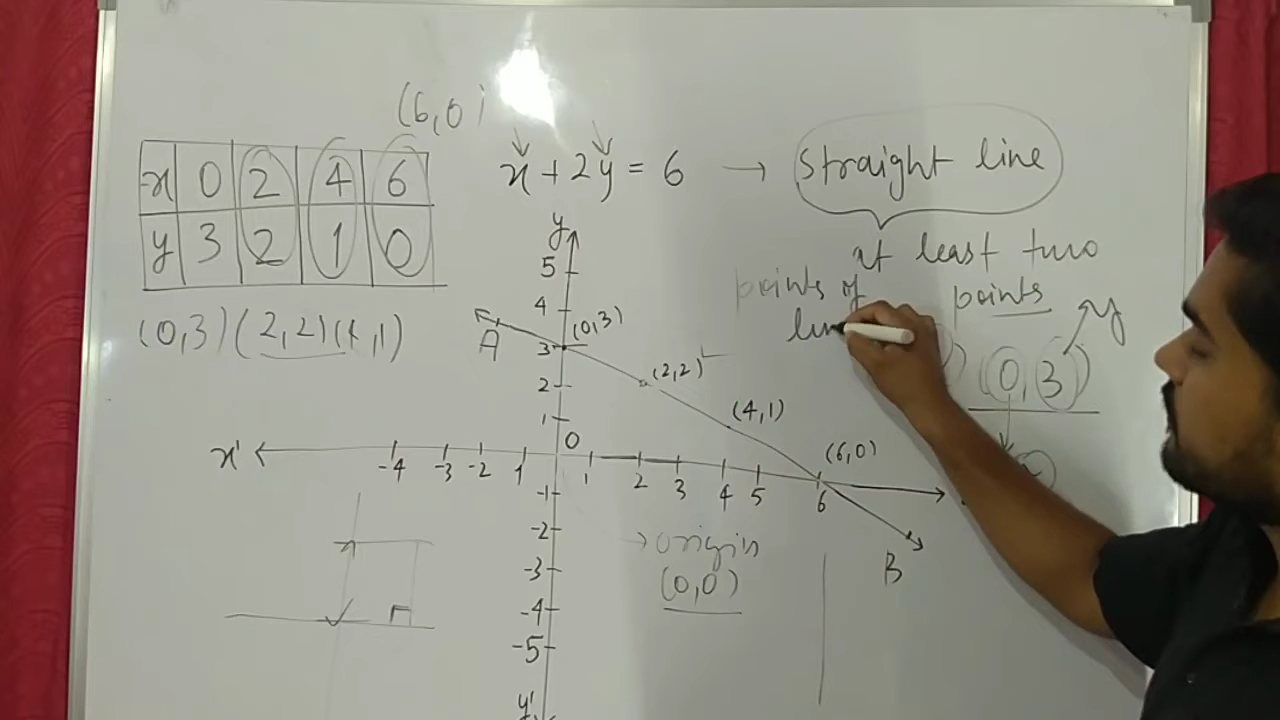 (6,0)
x 0 2 4 6
y 3 2 1 0
(0,3) (2,2) (4,1)
x + 2y = 6 → straight line
at least two
points
points of
line
(0,3)
y
y
5
4
3
2
1
0
-1
-2
-3
-4
-5
y'
x'
-4 -3 -2 1 1 2 3 4 5 6
A
(0,3)
(2,2)
(4,1)
(6,0)
B
→ origin
(0,0)